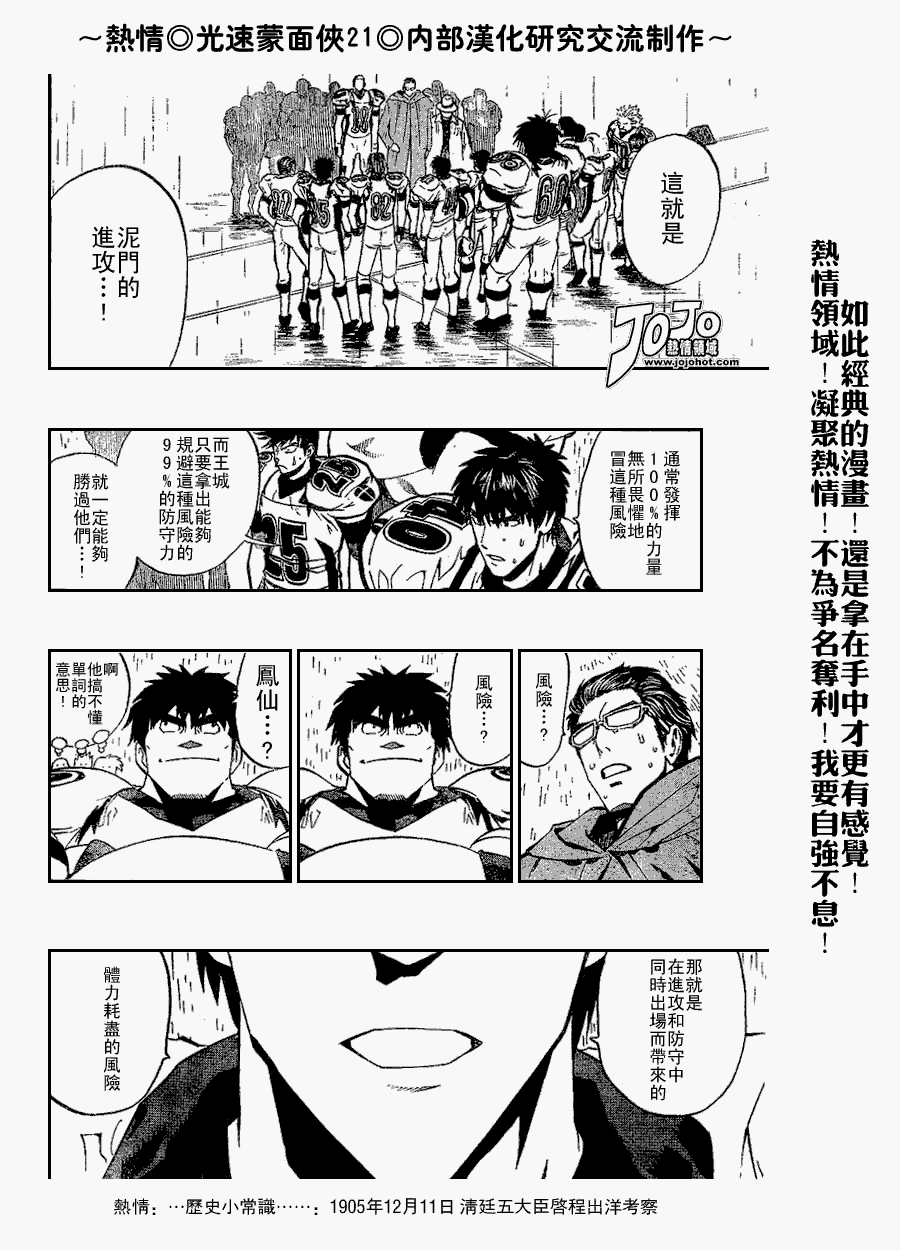 ～熱情◎光速蒙面俠21◎内部漢化研究交流制作～
這就是
泥門的
進攻…！
JOJO
熱情領域
www.jojohot.com
如此經典的漫畫！還是拿在手中才更有感覺！
熱情領域！凝聚熱情！不為爭名奪利！我要自強不息！
通常發揮
100%的力量
無所畏懼地
冒這種風險
而王城
只要拿出能夠
規避這種風險的
99%的防守力
就一定能夠
勝過他們…！
風險…？
風險…？
鳳仙…？
啊
他搞不懂
單詞的
意思！
那就是
在進攻和防守中
同時出場而帶來的
體力耗盡的風險
熱情：…歷史小常識……：1905年12月11日 淸廷五大臣啓程出洋考察